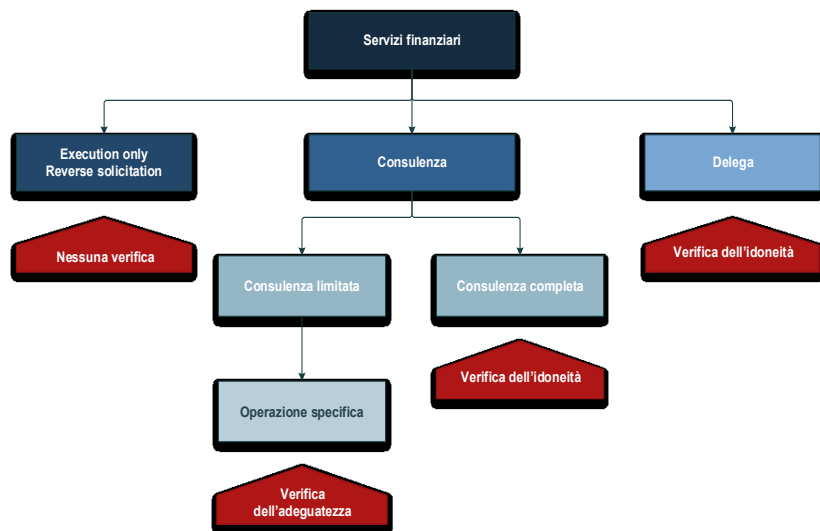 Servizi finanziari
Execution only
Reverse solicitation
Consulenza
Delega
Nessuna verifica
Verifica dell'idoneità
Consulenza limitata
Consulenza completa
Verifica dell'idoneità
Operazione specifica
Verifica
dell'adeguatezza